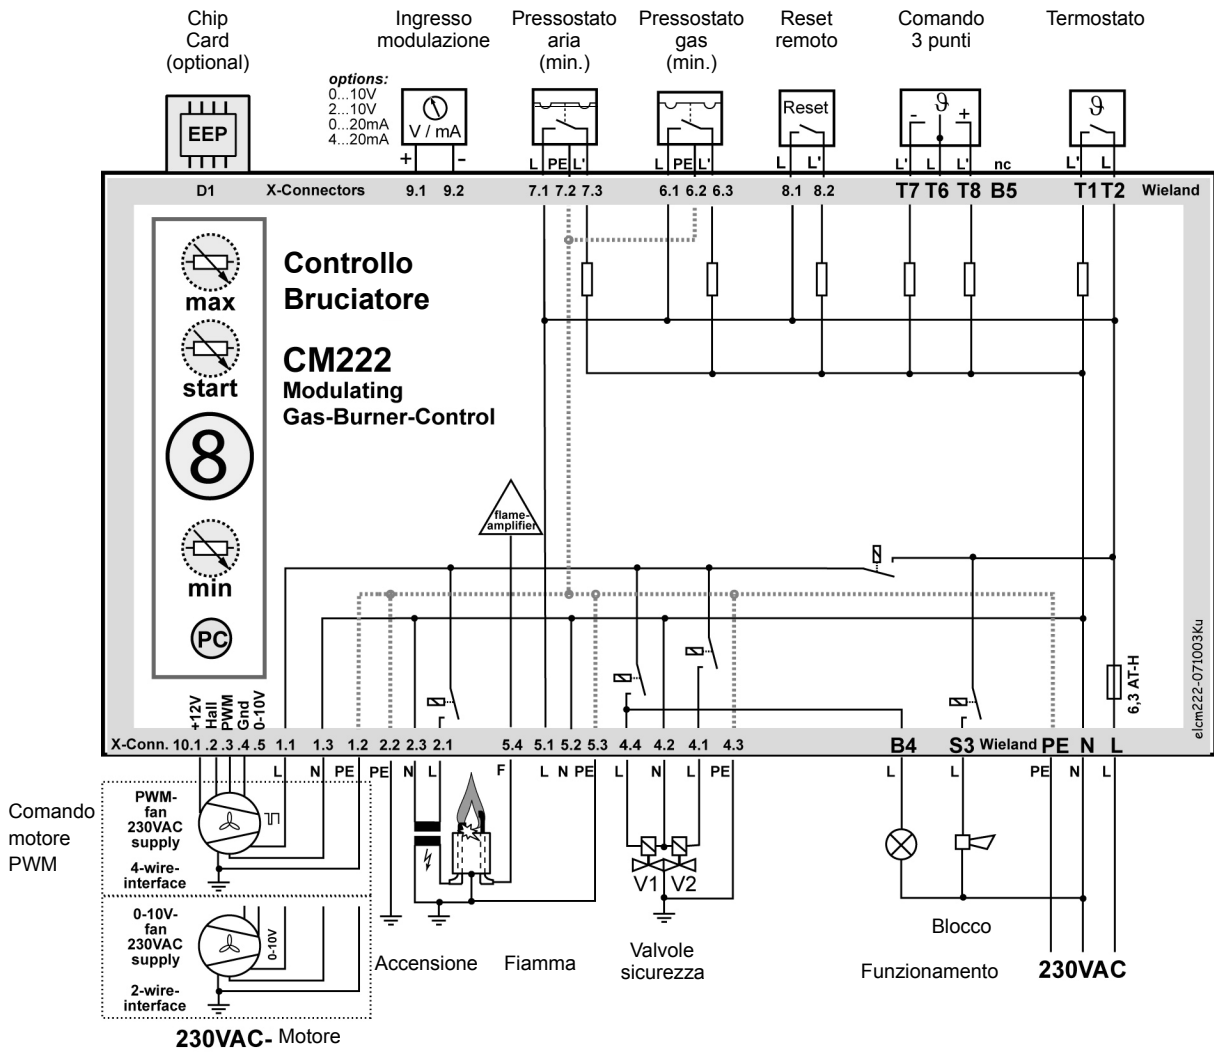 Chip
Card
(optional)
Ingresso
modulazione
Pressostato
aria
(min.)
Pressostato
gas
(min.)
Reset
remoto
Comando
3 punti
Termostato
options:
0...10V
2...10V
0...20mA
4...20mA
EEP
V / mA
Reset
ϑ
- +
ϑ
+ -
L PE L'
L PE L'
L L'
L' L L' nc
L' L
D1 X-Connectors 9.1 9.2 7.1 7.2 7.3 6.1 6.2 6.3 8.1 8.2 T7 T6 T8 B5 T1 T2 Wieland
max
start
8
min
PC
Controllo
Bruciatore
CM222
Modulating
Gas-Burner-Control
flame-
amplifier
6,3 AT-H
elcm222-071003Ku
+12V
Hall
PWM
Gnd
0-10V
X-Conn. 10.1 .2 .3 .4 .5 1.1 1.3 1.2 2.2 2.3 2.1 5.4 5.1 5.2 5.3 4.4 4.2 4.1 4.3 B4 S3 Wieland PE N L
L N PE PE N L F L N PE L N L PE L L PE N L
Comando
motore
PWM
PWM-
fan
230VAC
supply
4-wire-
interface
0-10V-
fan
230VAC
supply
2-wire-
interface
0-10V
230VAC- Motore
Accensione
Fiamma
V1 V2
Valvole
sicurezza
Funzionamento
Blocco
230VAC